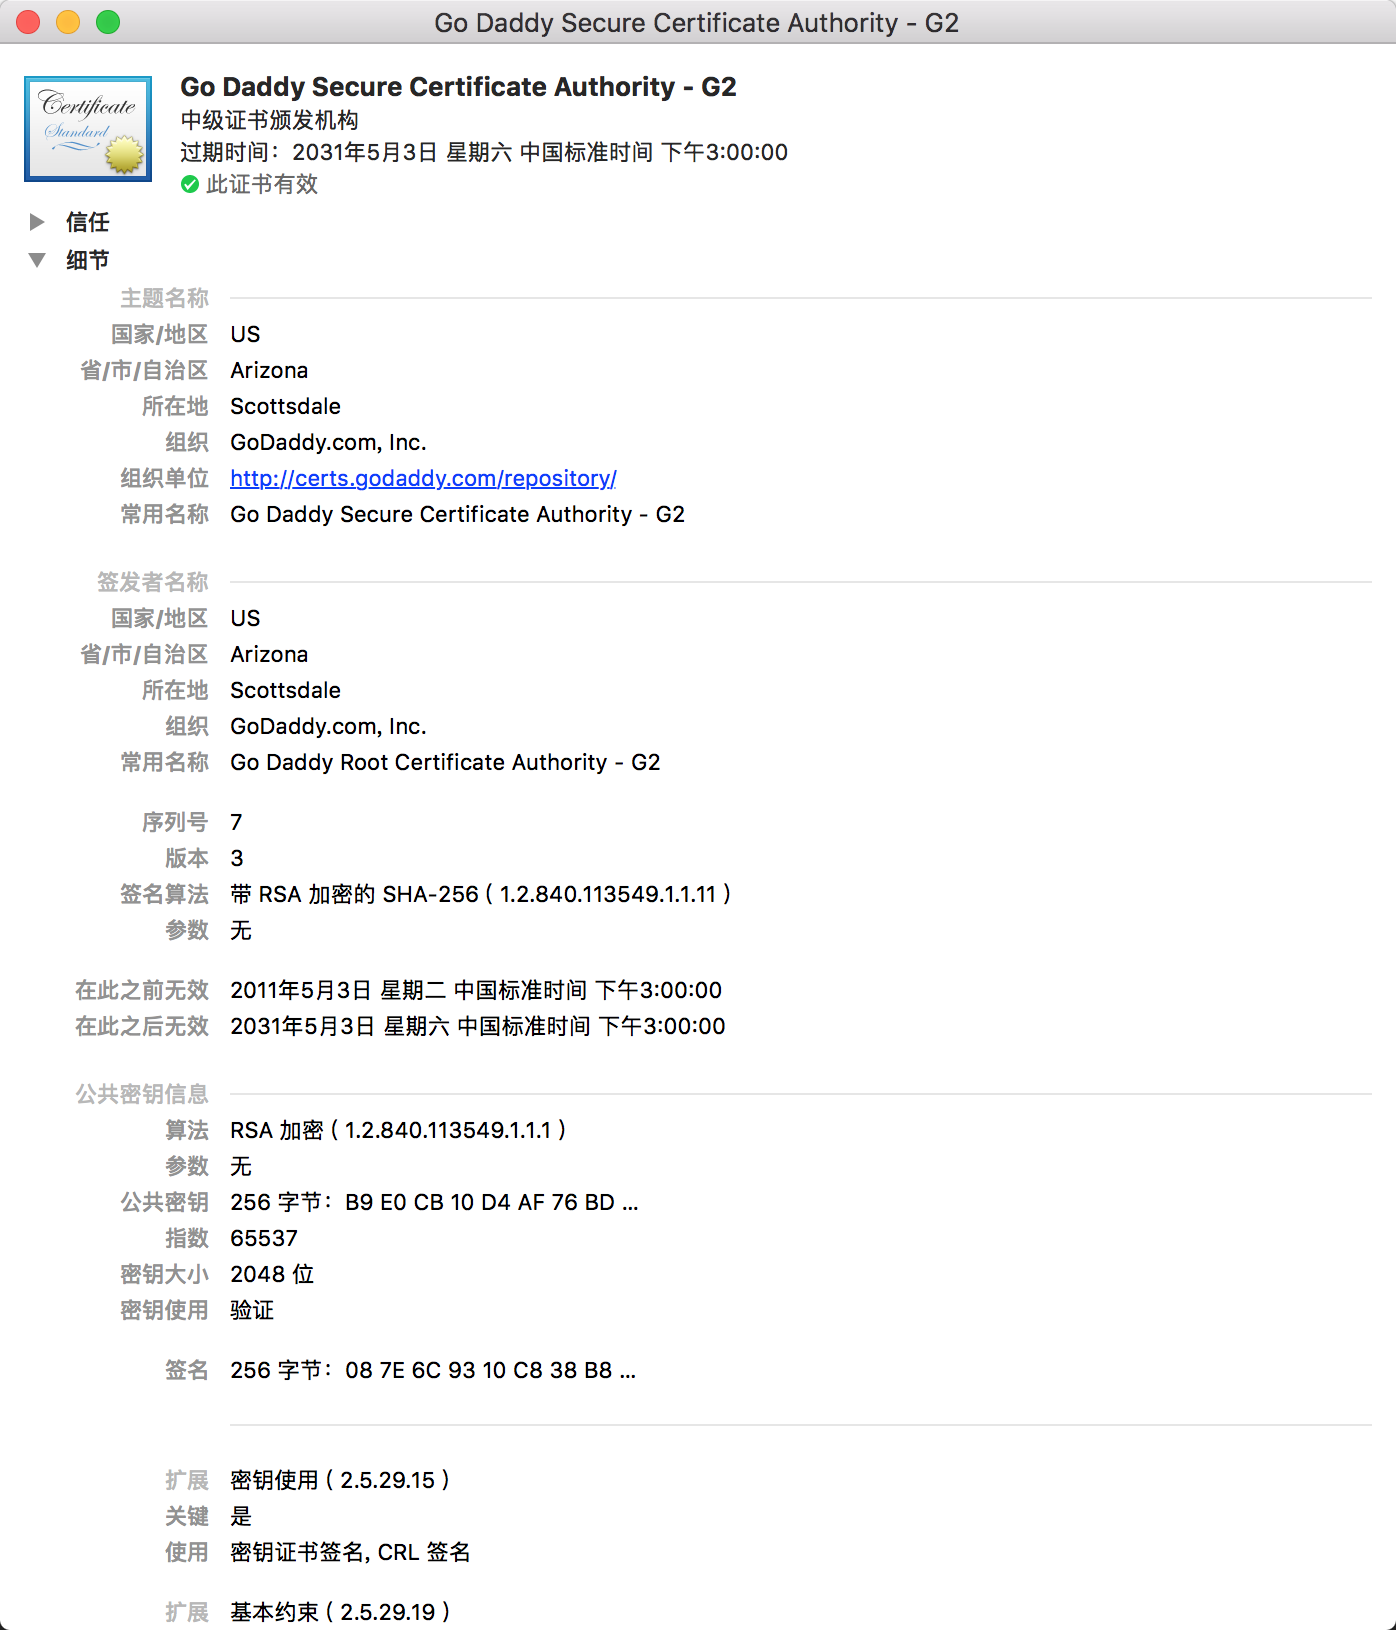 Go Daddy Secure Certificate Authority - G2
Certificate
Standard
Go Daddy Secure Certificate Authority - G2
中级证书颁发机构
过期时间：2031年5月3日 星期六 中国标准时间 下午3:00:00
此证书有效
信任
细节
主题名称
国家/地区 US
省/市/自治区 Arizona
所在地 Scottsdale
组织 GoDaddy.com, Inc.
组织单位 http://certs.godaddy.com/repository/
常用名称 Go Daddy Secure Certificate Authority - G2
签发者名称
国家/地区 US
省/市/自治区 Arizona
所在地 Scottsdale
组织 GoDaddy.com, Inc.
常用名称 Go Daddy Root Certificate Authority - G2
序列号 7
版本 3
签名算法 带 RSA 加密的 SHA-256 ( 1.2.840.113549.1.1.11 )
参数 无
在此之前无效 2011年5月3日 星期二 中国标准时间 下午3:00:00
在此之后无效 2031年5月3日 星期六 中国标准时间 下午3:00:00
公共密钥信息
算法 RSA 加密 ( 1.2.840.113549.1.1.1 )
参数 无
公共密钥 256 字节：B9 E0 CB 10 D4 AF 76 BD ...
指数 65537
密钥大小 2048 位
密钥使用 验证
签名 256 字节：08 7E 6C 93 10 C8 38 B8 ...
扩展 密钥使用 ( 2.5.29.15 )
关键 是
使用 密钥证书签名, CRL 签名
扩展 基本约束 ( 2.5.29.19 )